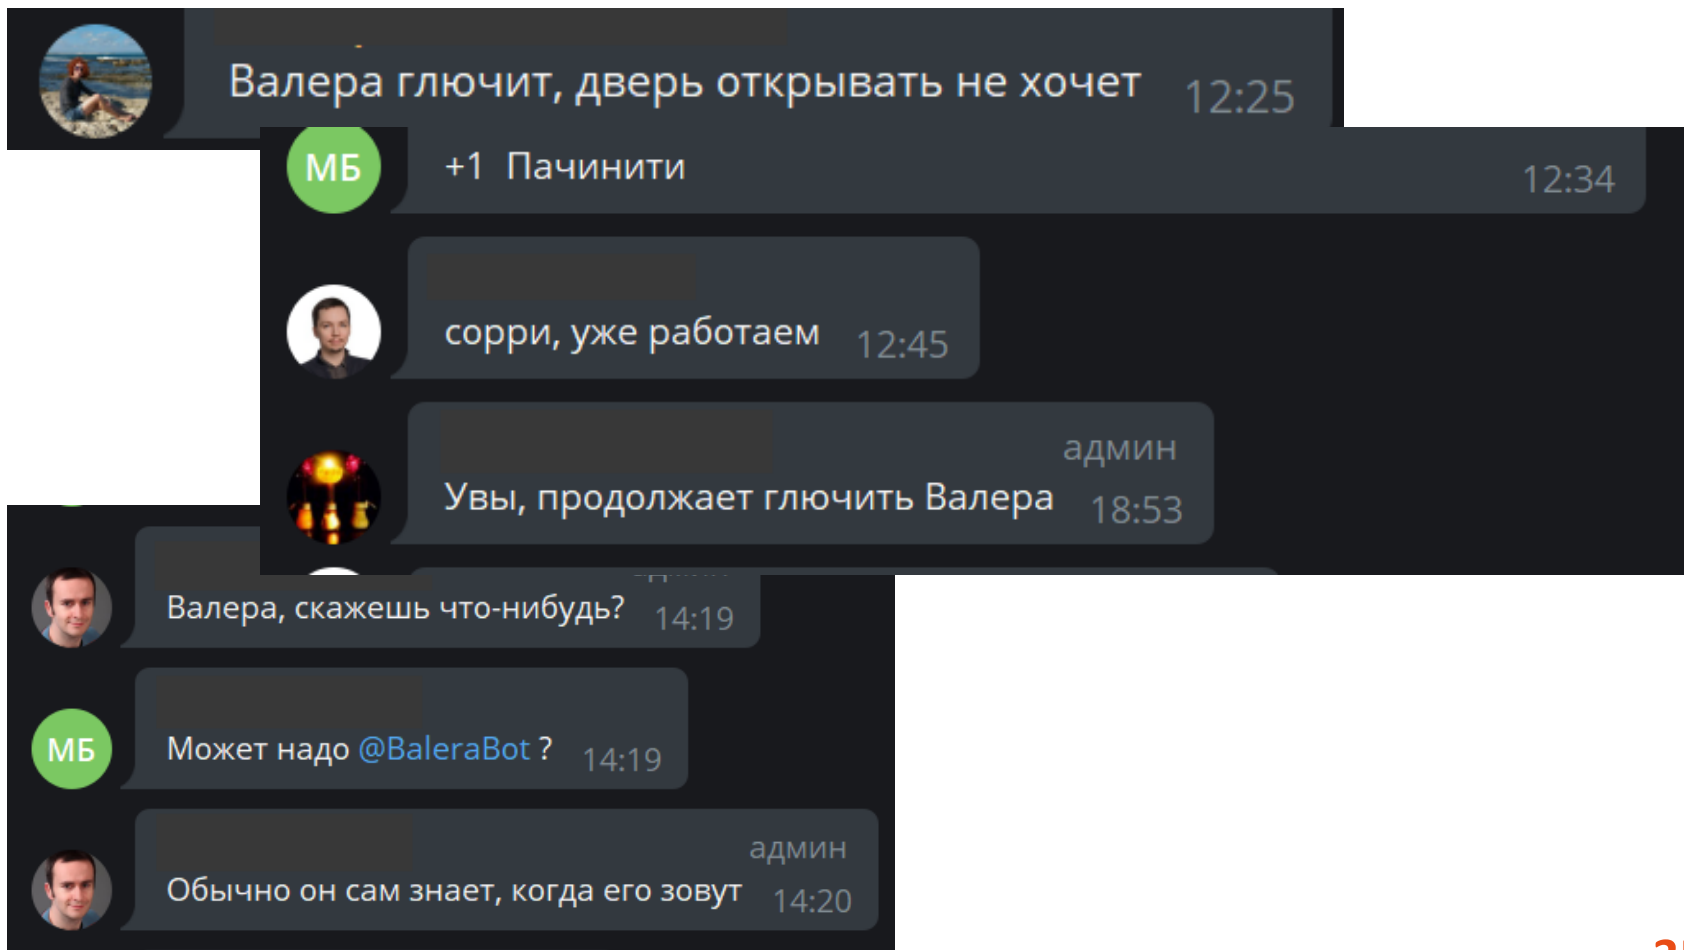 Валера глючит, дверь открывать не хочет 12:25
МБ
+1 Пачинити 12:34
сорри, уже работаем 12:45
админ
Увы, продолжает глючить Валера 18:53
Валера, скажешь что-нибудь? 14:19
МБ
Может надо @BaleraBot ? 14:19
админ
Обычно он сам знает, когда его зовут 14:20